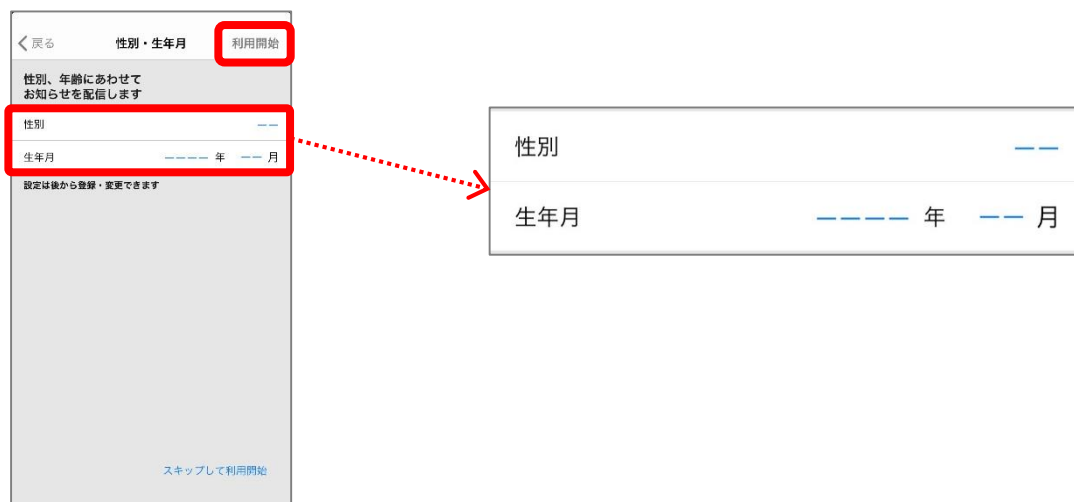 戻る 性別・生年月 利用開始
性別、年齢にあわせて
お知らせを配信します
性別 ーー
生年月 ーーーー 年 ーー 月
設定は後から登録・変更できます
スキップして利用開始
性別 ーー
生年月 ーーーー 年 ーー 月